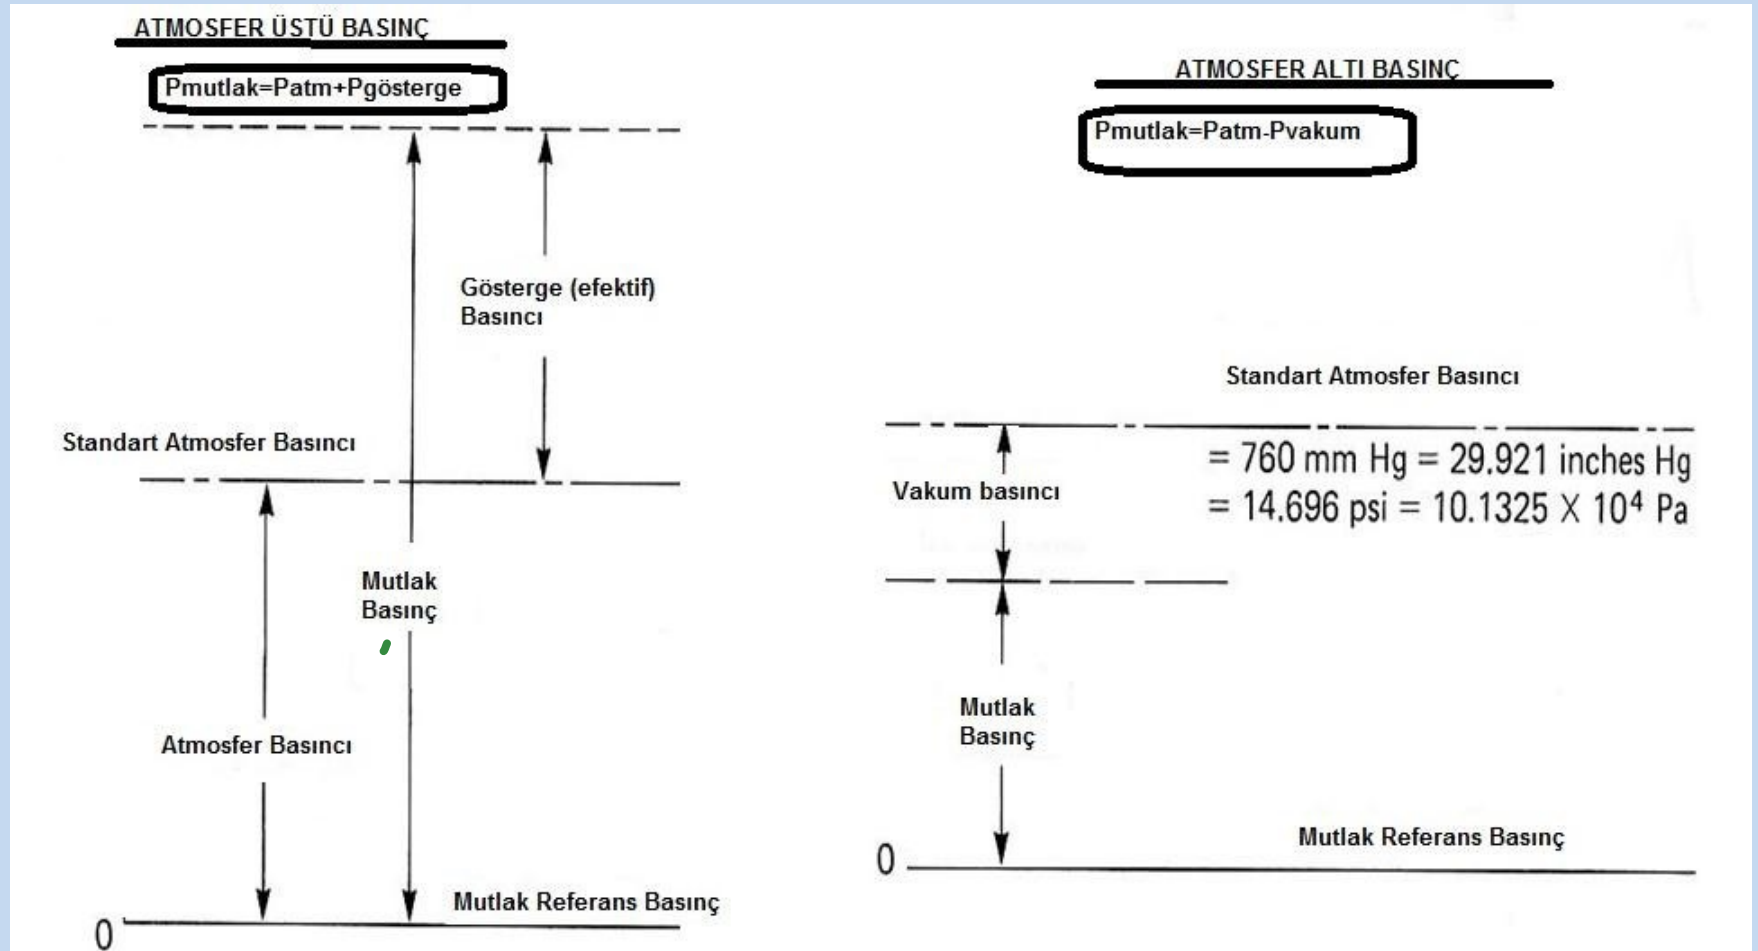 ATMOSFER ÜSTÜ BASINÇ
Pmutlak=Patm+Pgösterge
Gösterge (efektif)
Basıncı
Standart Atmosfer Basıncı
Mutlak
Basınç
Atmosfer Basıncı
Mutlak Referans Basınç
0
ATMOSFER ALTI BASINÇ
Pmutlak=Patm-Pvakum
Standart Atmosfer Basıncı
= 760 mm Hg = 29.921 inches Hg
= 14.696 psi = 10.1325 X 10⁴ Pa
Vakum basıncı
Mutlak
Basınç
Mutlak Referans Basınç
0